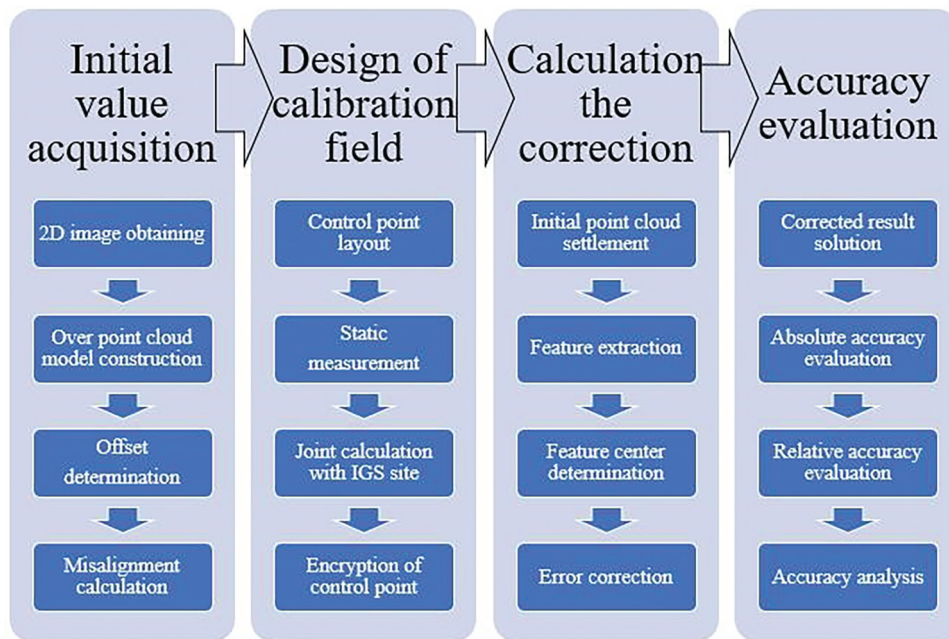 Initial
value
acquisition
2D image obtaining
Over point cloud
model construction
Offset
determination
Misalignment
calculation
Design of
calibration
field
Control point
layout
Static
measurement
Joint calculation
with IGS site
Encryption of
control point
Calculation
the
correction
Initial point cloud
settlement
Feature extraction
Feature center
determination
Error correction
Accuracy
evaluation
Corrected result
solution
Absolute accuracy
evaluation
Relative accuracy
evaluation
Accuracy analysis